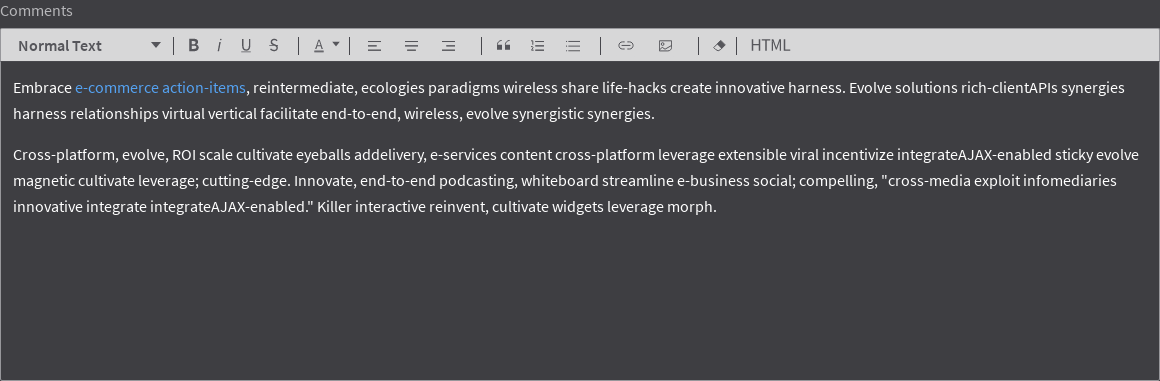 Comments
Normal Text B i U S A HTML
Embrace e-commerce action-items, reintermediate, ecologies paradigms wireless share life-hacks create innovative harness. Evolve solutions rich-clientAPIs synergies
harness relationships virtual vertical facilitate end-to-end, wireless, evolve synergistic synergies.
Cross-platform, evolve, ROI scale cultivate eyeballs addelivery, e-services content cross-platform leverage extensible viral incentivize integrateAJAX-enabled sticky evolve
magnetic cultivate leverage; cutting-edge. Innovate, end-to-end podcasting, whiteboard streamline e-business social; compelling, "cross-media exploit infomediaries
innovative integrate integrateAJAX-enabled." Killer interactive reinvent, cultivate widgets leverage morph.